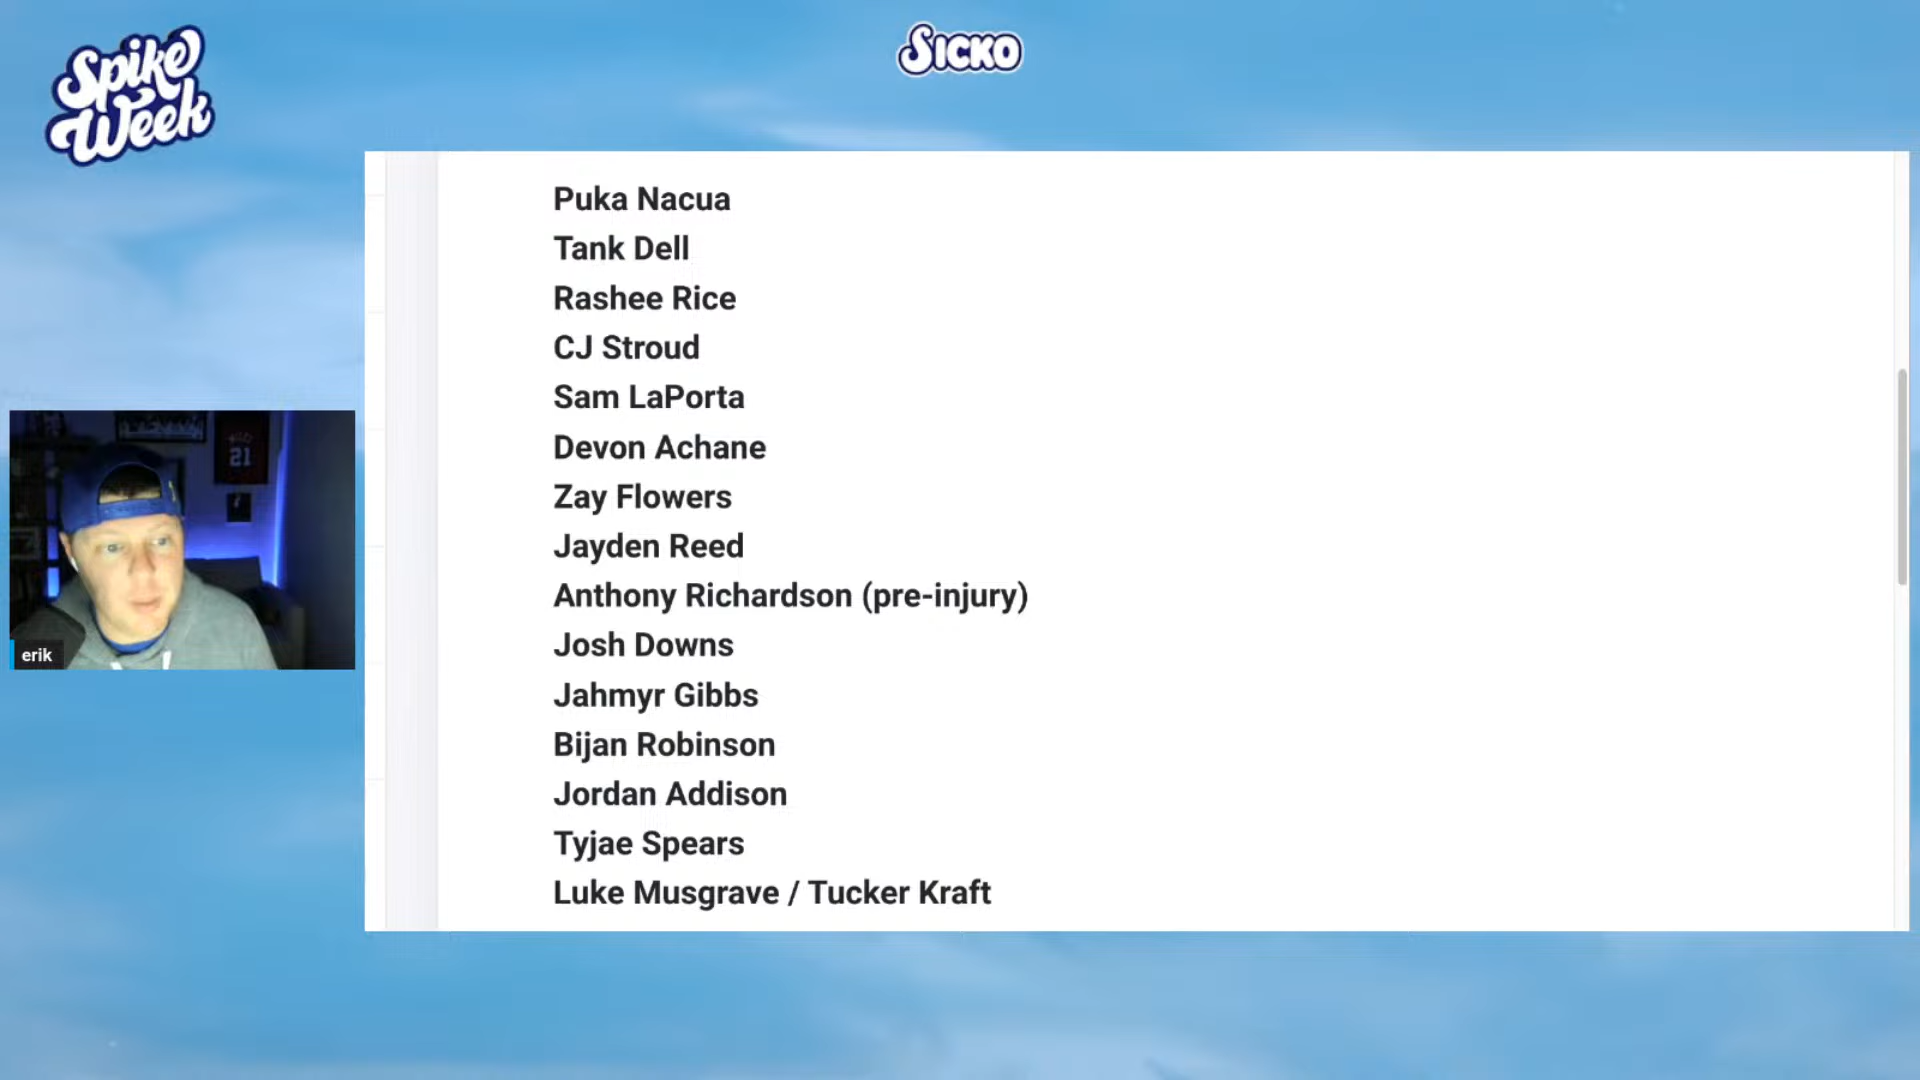 Spike
Week
SICKO
Puka Nacua
Tank Dell
Rashee Rice
CJ Stroud
Sam LaPorta
Devon Achane
Zay Flowers
Jayden Reed
Anthony Richardson (pre-injury)
Josh Downs
Jahmyr Gibbs
Bijan Robinson
Jordan Addison
Tyjae Spears
Luke Musgrave / Tucker Kraft
21
erik